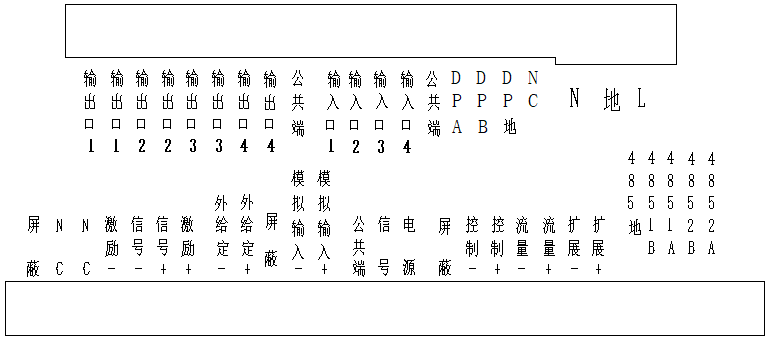 输出口1
输出口1
输出口2
输出口2
输出口3
输出口3
输出口4
输出口4
公共端
输入口1
输入口2
输入口3
输入口4
公共端
DPA
DPB
DP地
NC
N
地
L
屏蔽
NC
NC
激励-
信号-
信号+
激励+
外给定-
外给定+
屏蔽
模拟输入-
模拟输入+
公共端
信号
电源
屏蔽
控制-
控制+
流量-
流量+
扩展-
扩展+
485地
4851B
4851A
4852B
4852A